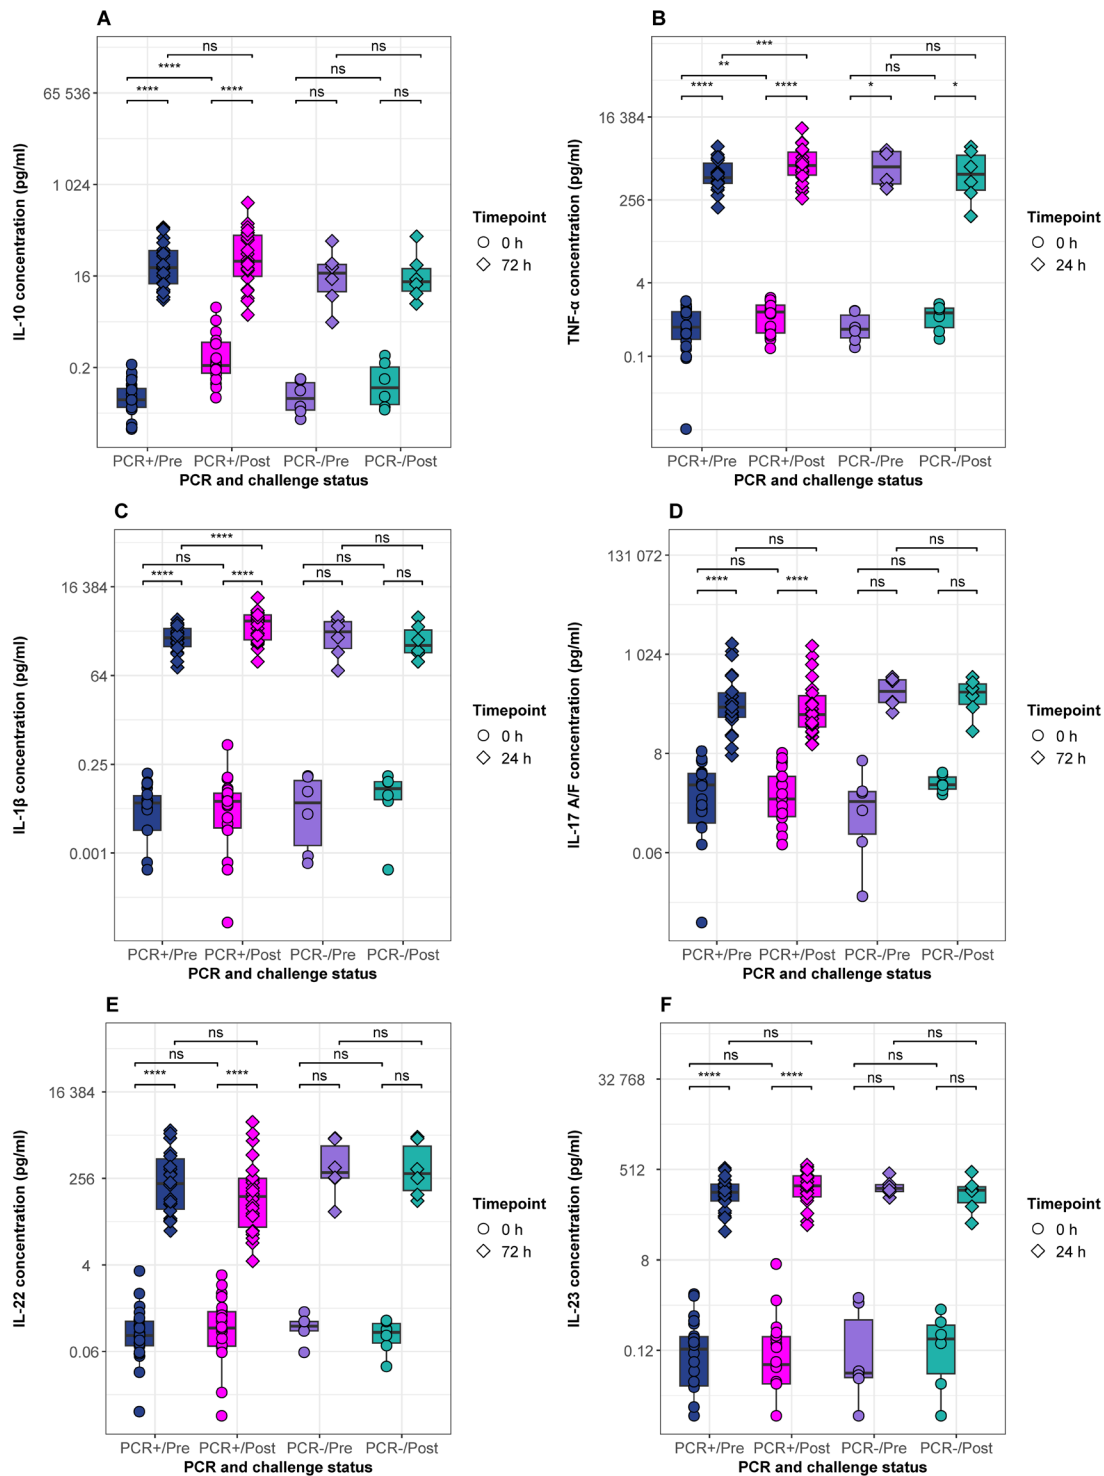 A
IL-10 concentration (pg/ml)
65 536
1 024
16
0.2
ns
****
ns
ns
****
****
ns
ns
PCR+/Pre PCR+/Post PCR-/Pre PCR-/Post
PCR and challenge status
Timepoint
0 h
72 h
B
TNF-α concentration (pg/ml)
16 384
256
4
0.1
***
ns
**
ns
****
****
*
*
PCR+/Pre PCR+/Post PCR-/Pre PCR-/Post
PCR and challenge status
Timepoint
0 h
24 h
C
IL-1β concentration (pg/ml)
16 384
64
0.25
0.001
****
ns
ns
ns
****
****
ns
ns
PCR+/Pre PCR+/Post PCR-/Pre PCR-/Post
PCR and challenge status
Timepoint
0 h
24 h
D
IL-17 A/F concentration (pg/ml)
131 072
1 024
8
0.06
ns
ns
ns
ns
****
****
ns
ns
PCR+/Pre PCR+/Post PCR-/Pre PCR-/Post
PCR and challenge status
Timepoint
0 h
72 h
E
IL-22 concentration (pg/ml)
16 384
256
4
0.06
ns
ns
ns
ns
****
****
ns
ns
PCR+/Pre PCR+/Post PCR-/Pre PCR-/Post
PCR and challenge status
Timepoint
0 h
72 h
F
IL-23 concentration (pg/ml)
32 768
512
8
0.12
ns
ns
ns
ns
****
****
ns
ns
PCR+/Pre PCR+/Post PCR-/Pre PCR-/Post
PCR and challenge status
Timepoint
0 h
24 h